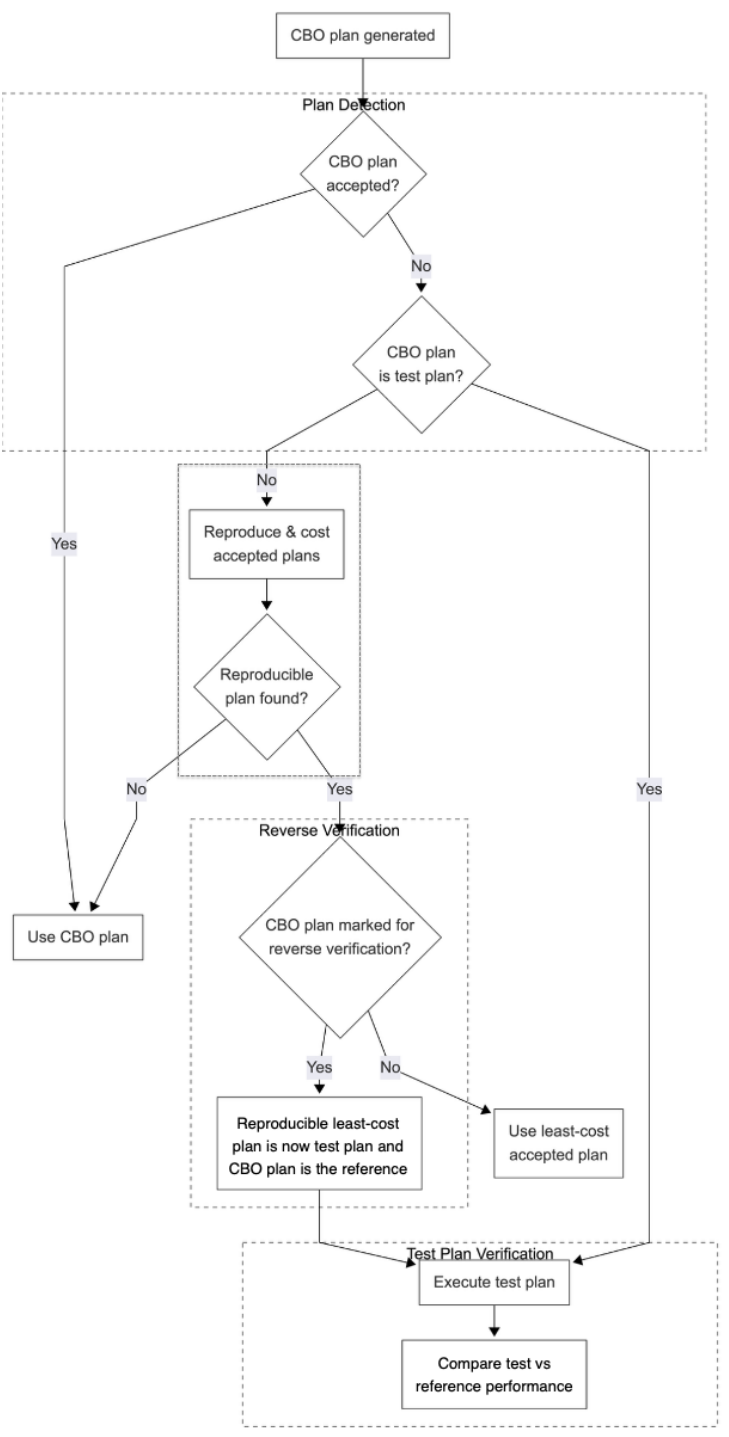 CBO plan generated
Plan Detection
CBO plan
accepted?
No
CBO plan
is test plan?
No
Reproduce & cost
accepted plans
Yes
Reproducible
plan found?
No
Yes
Yes
Reverse Verification
CBO plan marked for
reverse verification?
Use CBO plan
Yes
No
Reproducible least-cost
plan is now test plan and
CBO plan is the reference
Use least-cost
accepted plan
Test Plan Verification
Execute test plan
Compare test vs
reference performance